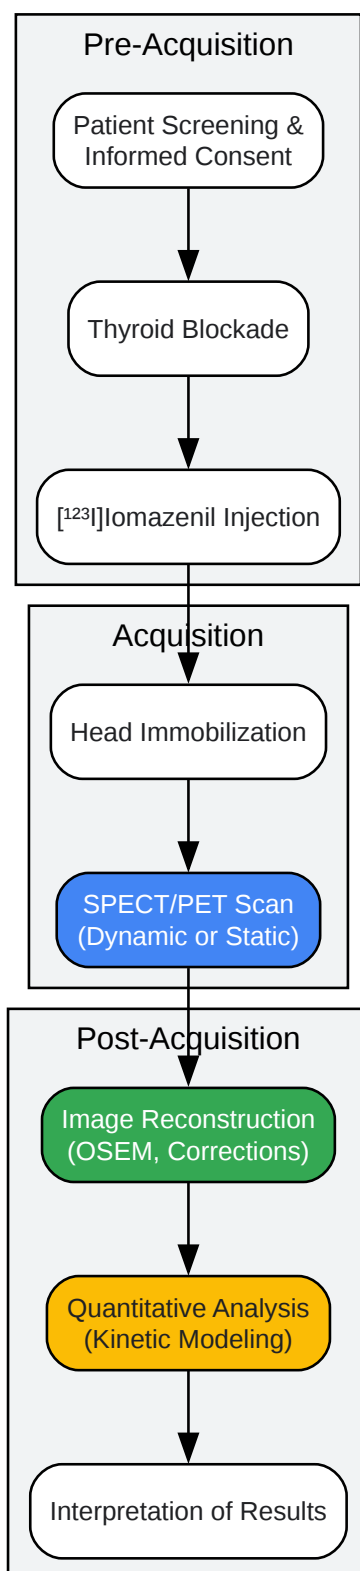 Pre-Acquisition
Patient Screening &
Informed Consent
Thyroid Blockade
[¹²³I]Iomazenil Injection
Acquisition
Head Immobilization
SPECT/PET Scan
(Dynamic or Static)
Post-Acquisition
Image Reconstruction
(OSEM, Corrections)
Quantitative Analysis
(Kinetic Modeling)
Interpretation of Results